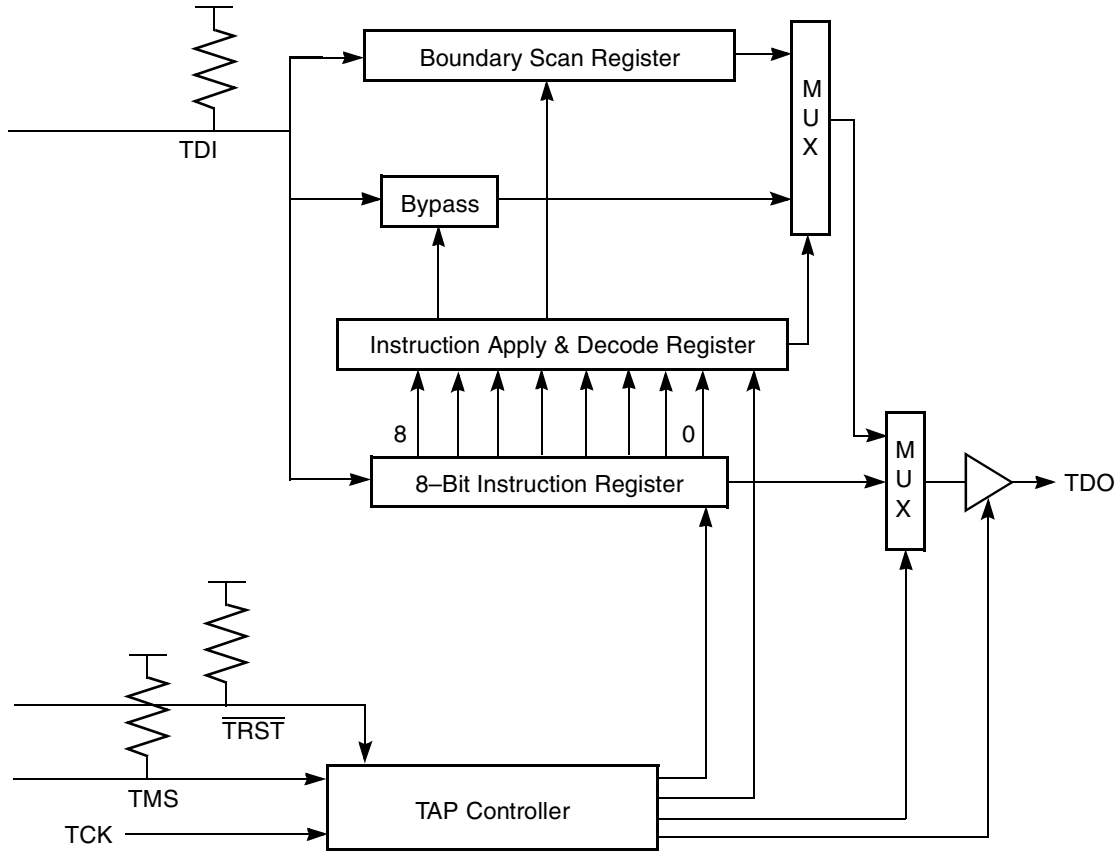 Boundary Scan Register
M
U
X
TDI
Bypass
Instruction Apply & Decode Register
8
0
8–Bit Instruction Register
M
U
X
TDO
TRST
TMS
TAP Controller
TCK